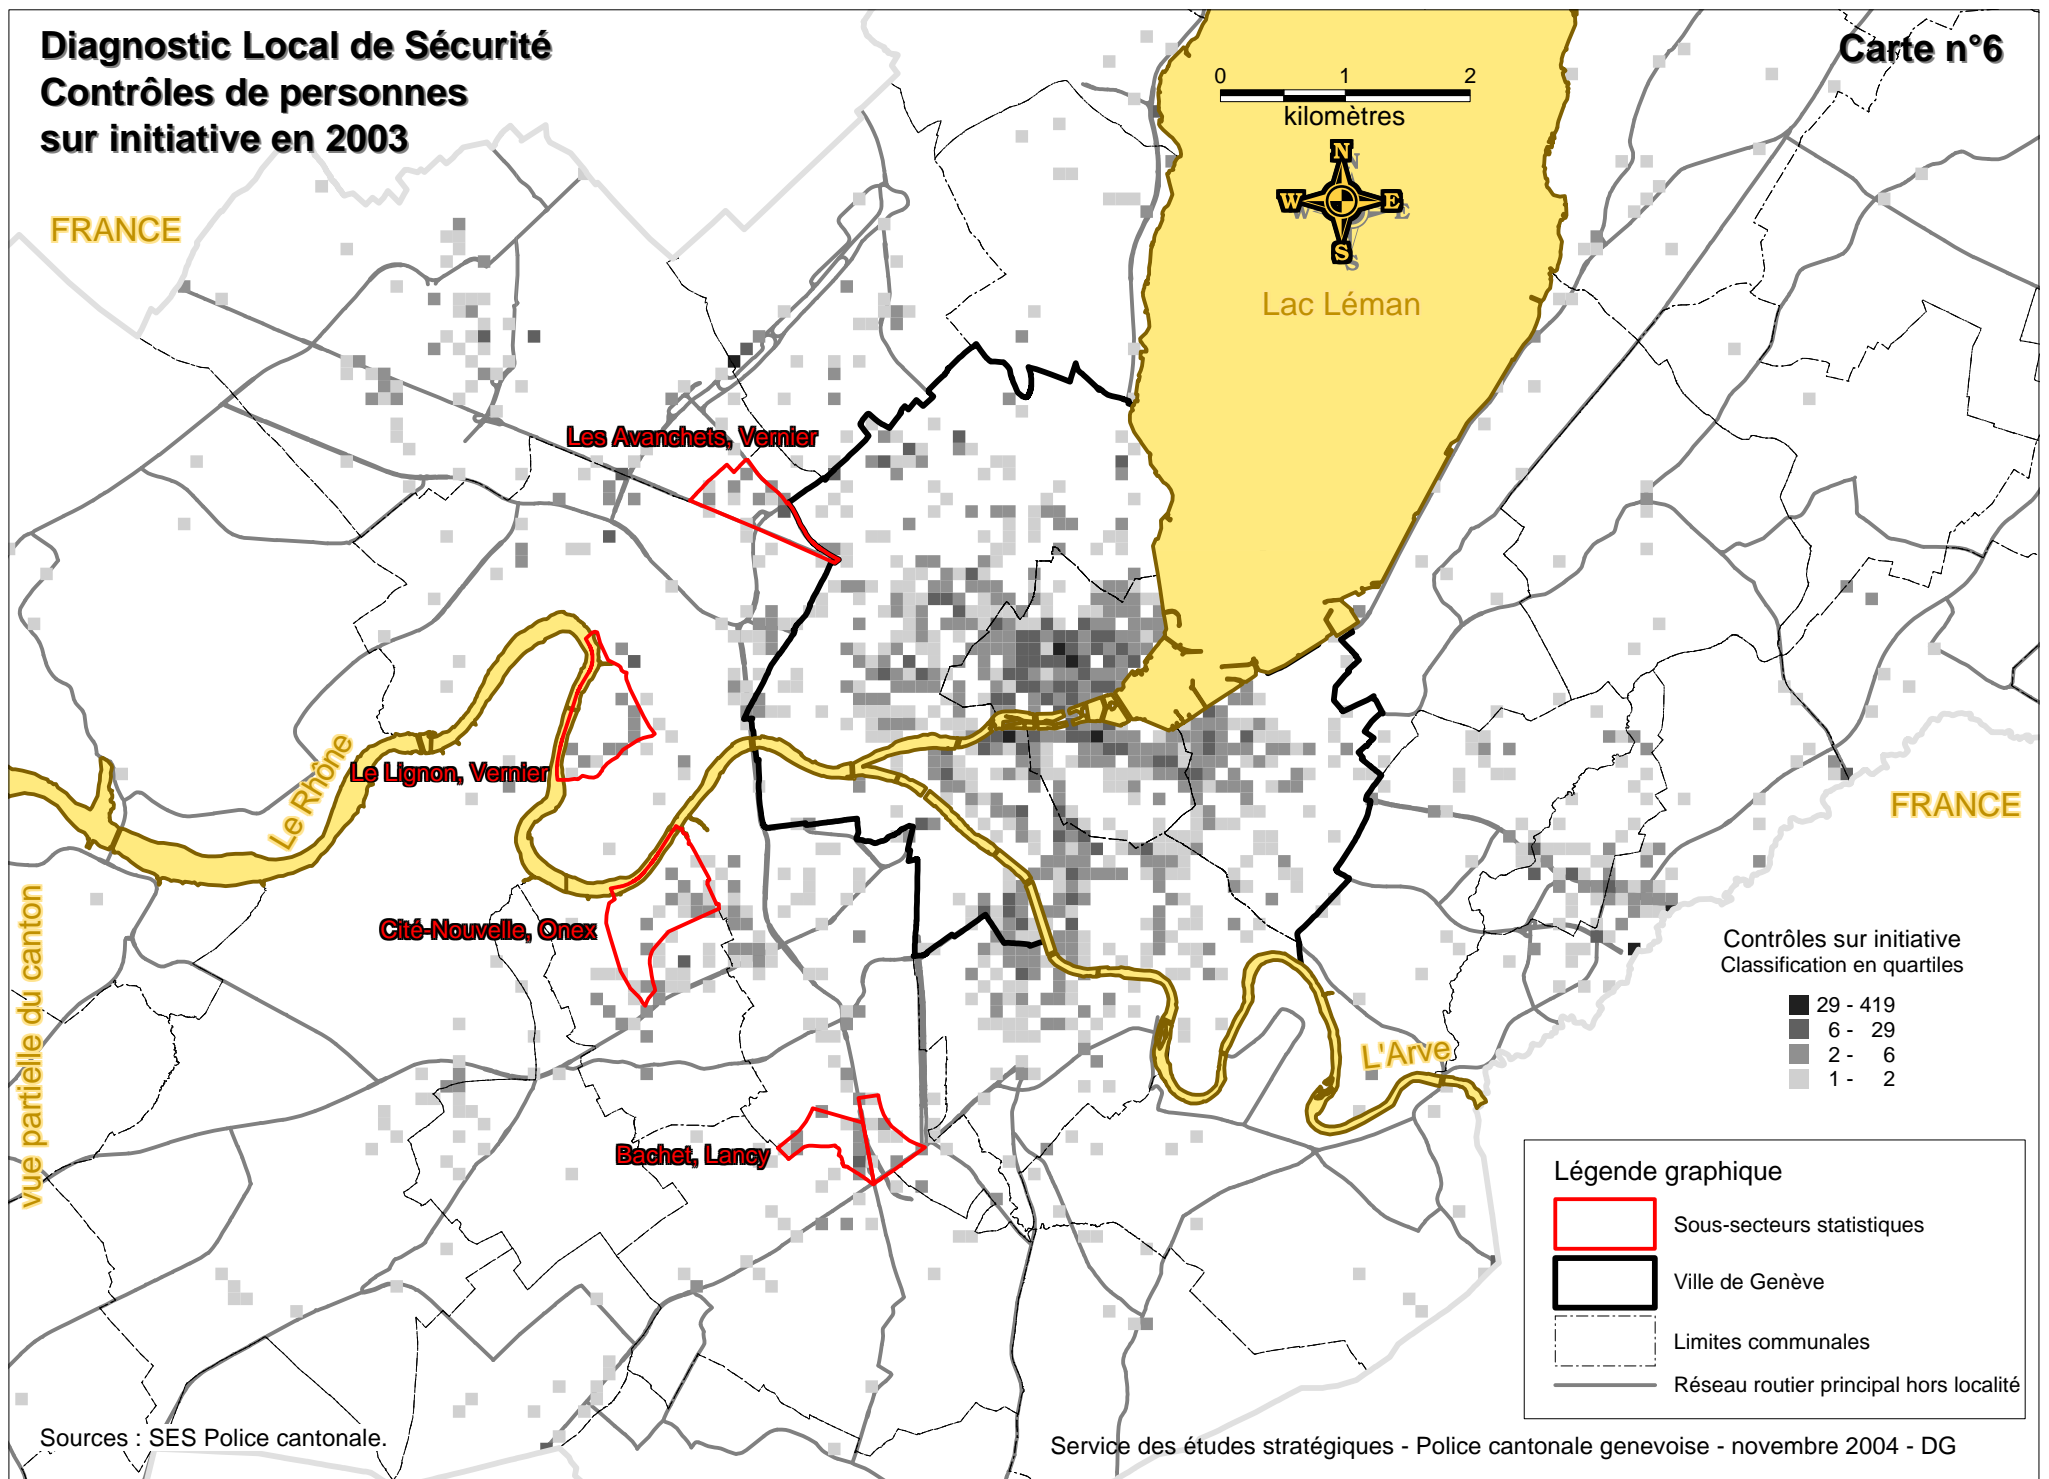 Diagnostic Local de Sécurité
Contrôles de personnes
sur initiative en 2003
Carte n°6
0 1 2
kilomètres
N
W E
S
FRANCE
Lac Léman
Les Avanchets, Vernier
Le Rhône
Le Lignon, Vernier
FRANCE
Cité-Nouvelle, Onex
vue partielle du canton
L'Arve
Bachet, Lancy
Contrôles sur initiative
Classification en quartiles
29 - 419
6 - 29
2 - 6
1 - 2
Légende graphique
Sous-secteurs statistiques
Ville de Genève
Limites communales
Réseau routier principal hors localité
Sources : SES Police cantonale.
Service des études stratégiques - Police cantonale genevoise - novembre 2004 - DG